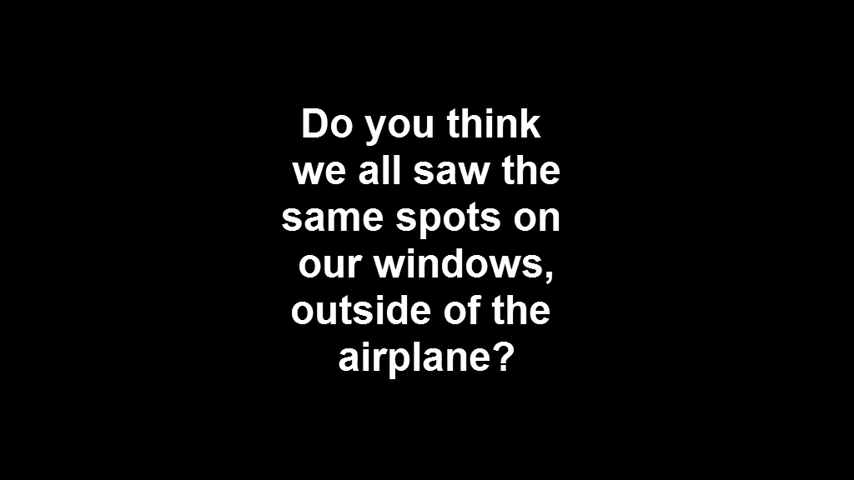 Do you think
we all saw the
same spots on
our windows,
outside of the
airplane?